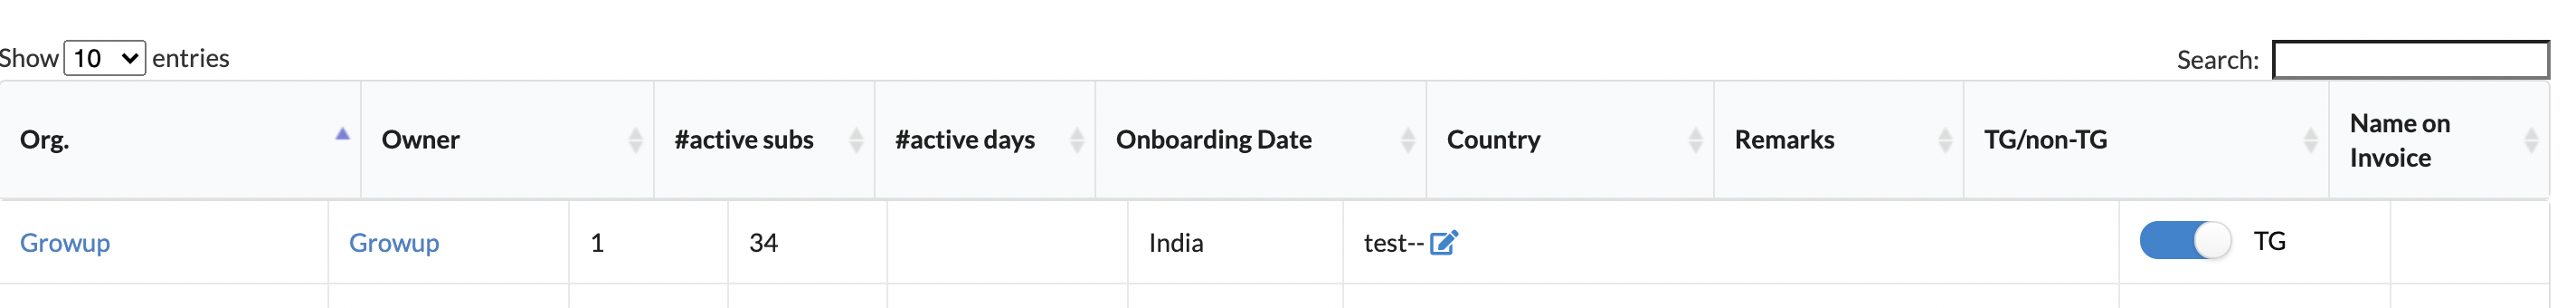 Show 10 entries
Search:
Org. Owner #active subs #active days Onboarding Date Country Remarks TG/non-TG Name on
Invoice
Growup Growup 1 34 India test-- TG